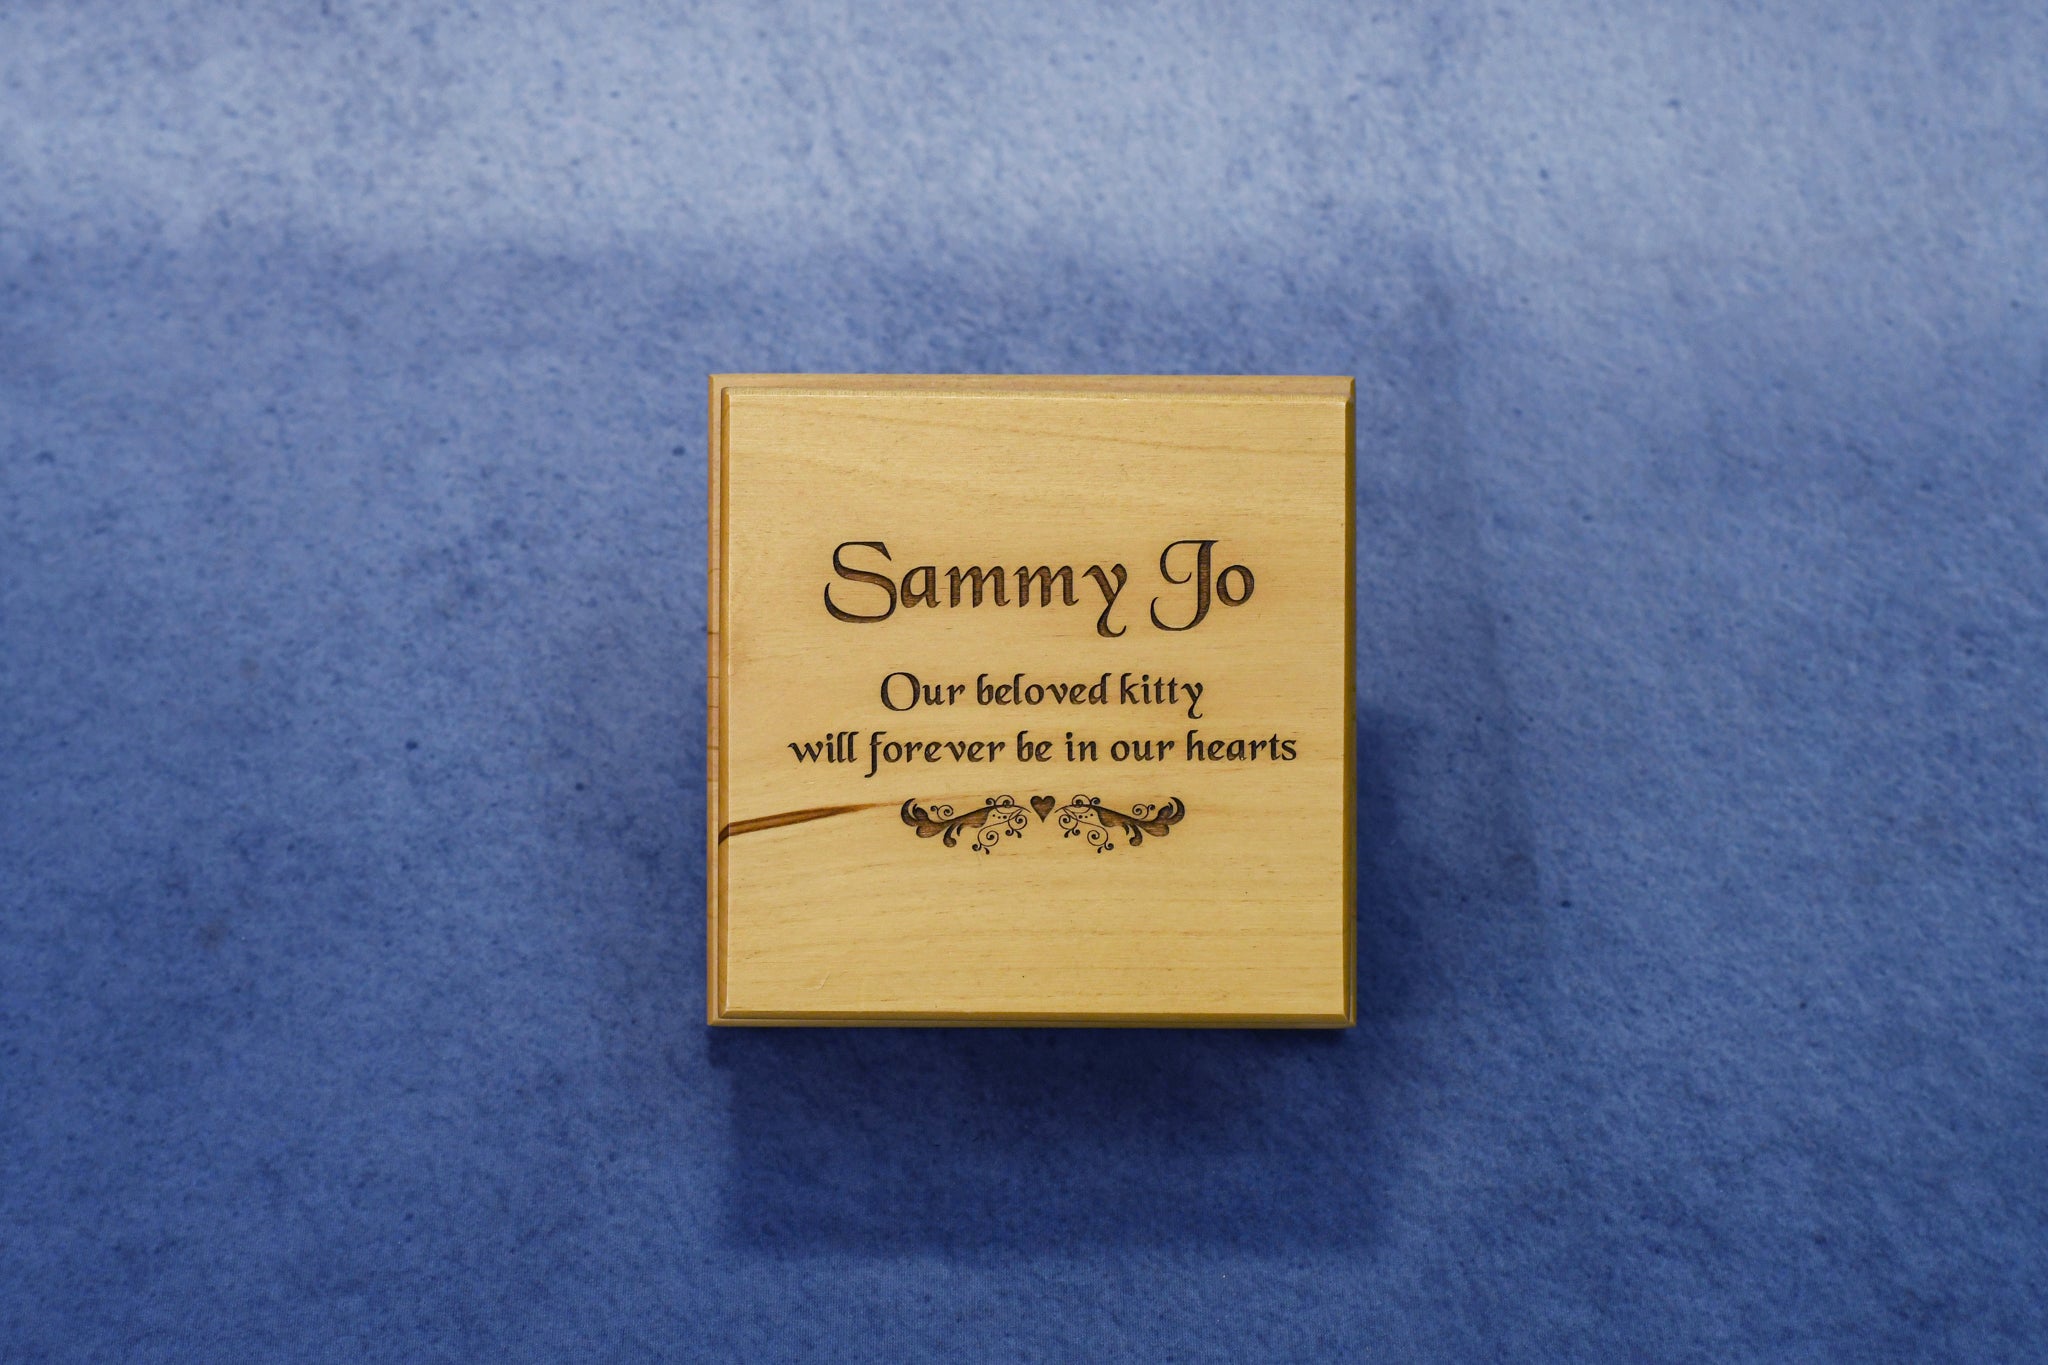 Sammy Jo
Our beloved kitty
will forever be in our hearts